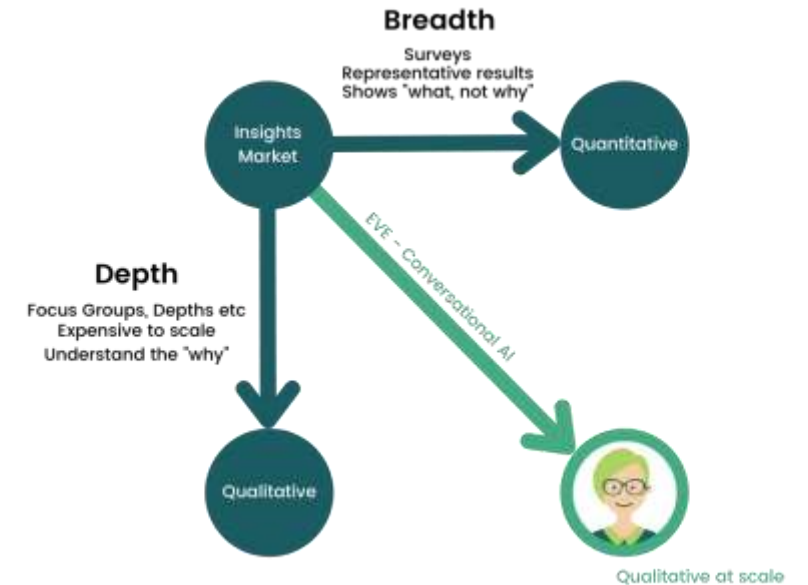 Breadth
Surveys
Representative results
Shows "what, not why"
Insights
Market
Quantitative
EVE - Conversational AI
Depth
Focus Groups, Depths etc
Expensive to scale
Understand the "why"
Qualitative
Qualitative at scale